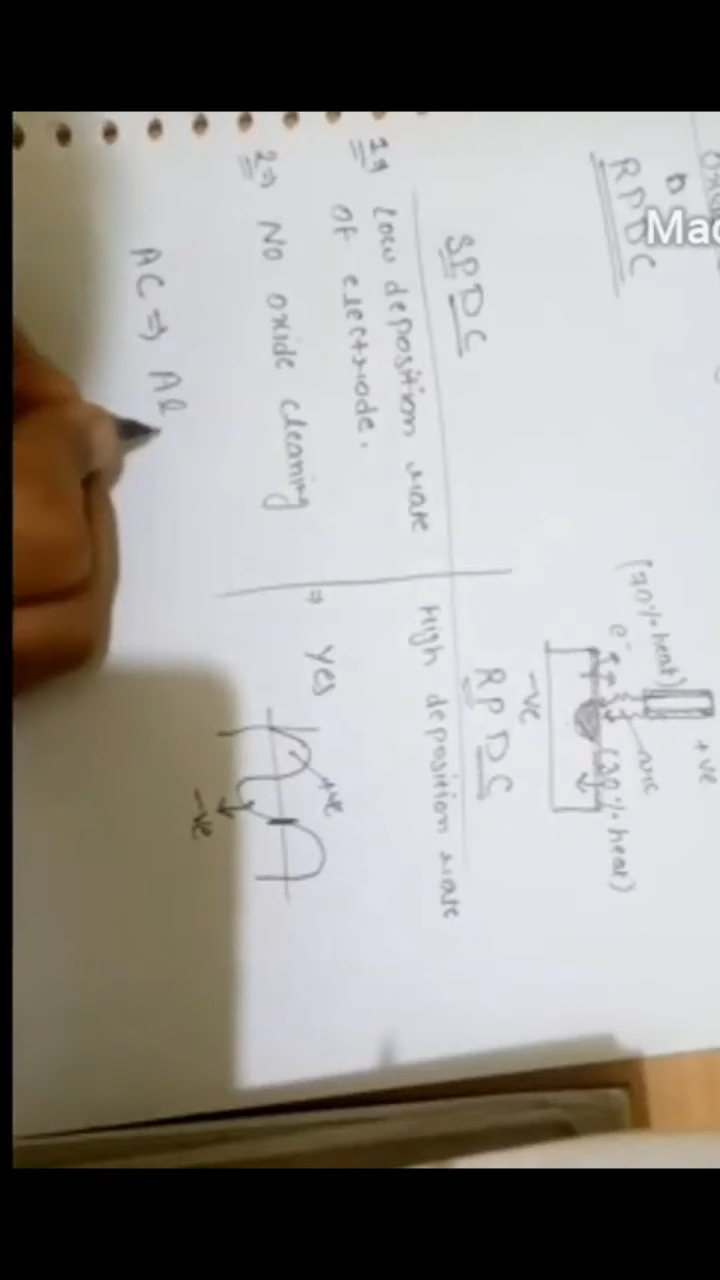 RPDC
Mac
(70% heat)
e-
+ve
arc
(30% heat)
-ve
SPDC
RPDC
1⇒ Low deposition rate
of electrode.
High deposition rate
2⇒ No oxide cleaning
⇒ Yes
+ve
-ve
AC ⇒ Al